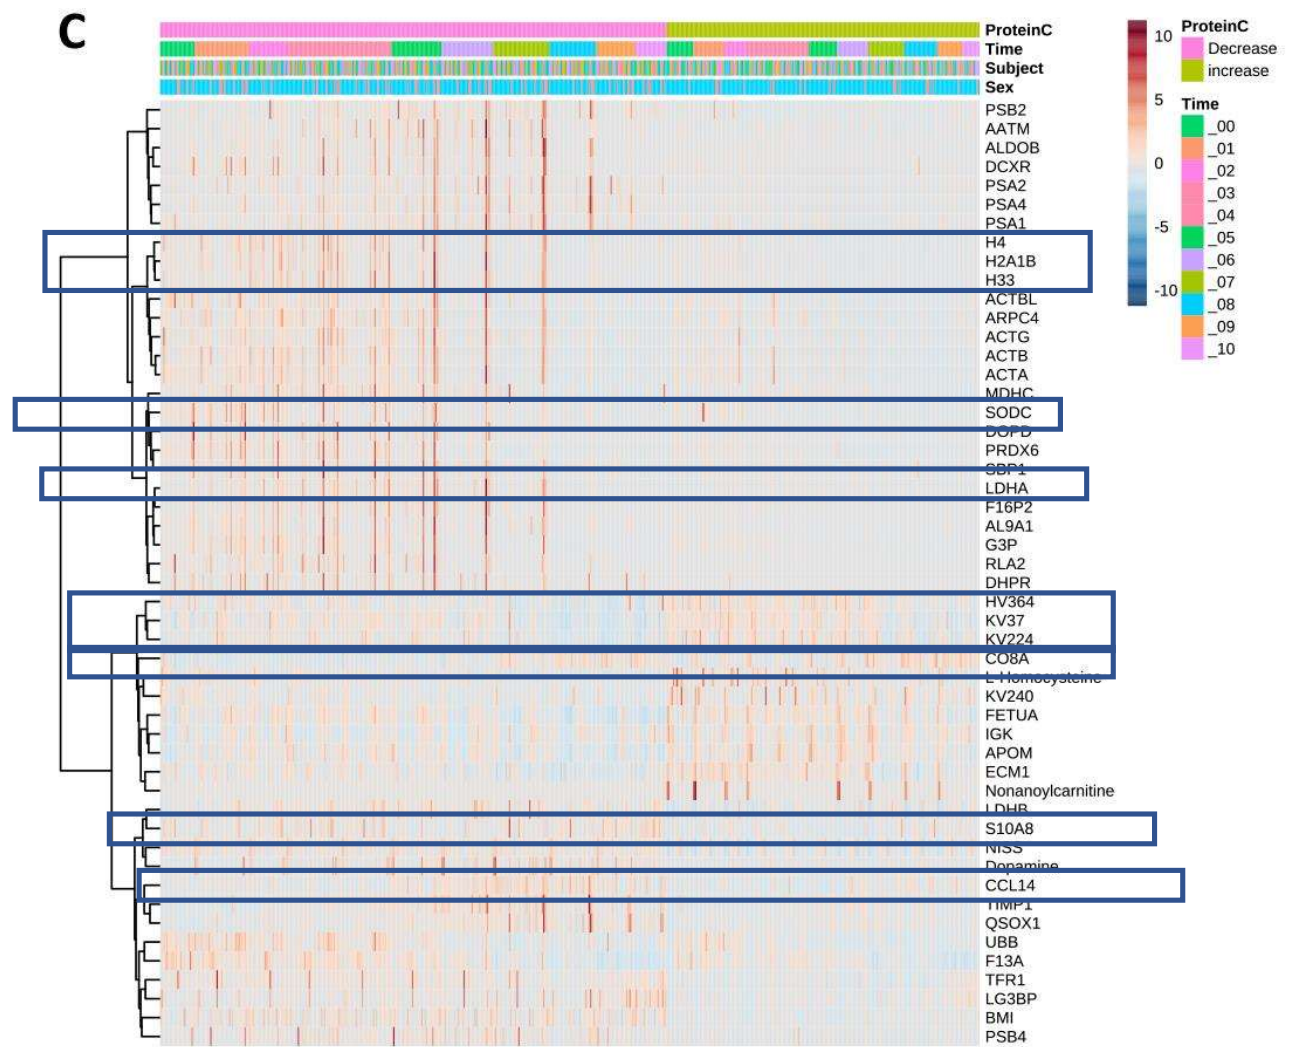 C
ProteinC
Time
Subject
Sex
PSB2
AATM
ALDOB
DCXR
PSA2
PSA4
PSA1
H4
H2A1B
H33
ACTBL
ARPC4
ACTG
ACTB
ACTA
MDHC
SODC
DOPD
PRDX6
SBP1
LDHA
F16P2
AL9A1
G3P
RLA2
DHPR
HV364
KV37
KV224
CO8A
L-Homocysteine
KV240
FETUA
IGK
APOM
ECM1
Nonanoylcarnitine
LDHB
S10A8
NISS
Dopamine
CCL14
TIMP1
QSOX1
UBB
F13A
TFR1
LG3BP
BMI
PSB4
10
5
0
-5
-10
ProteinC
Decrease
increase
Time
_00
_01
_02
_03
_04
_05
_06
_07
_08
_09
_10